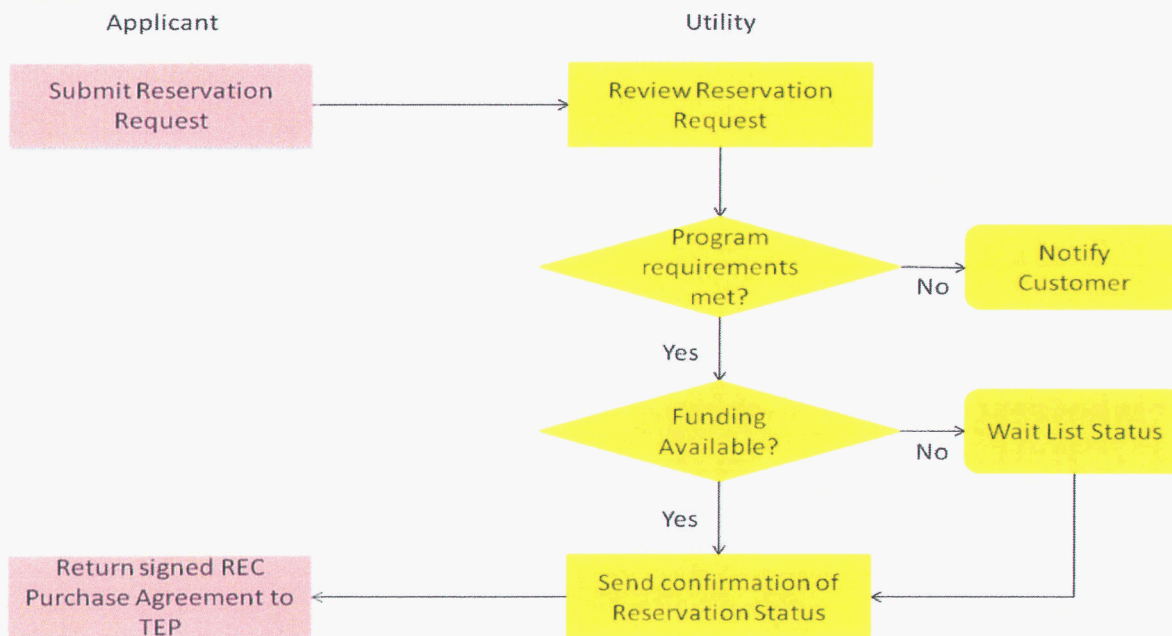 Applicant
Utility
Submit Reservation
Request
Review Reservation
Request
Program
requirements
met?
No
Notify
Customer
Yes
Funding
Available?
No
Wait List Status
Yes
Return signed REC
Purchase Agreement to
TEP
Send confirmation of
Reservation Status